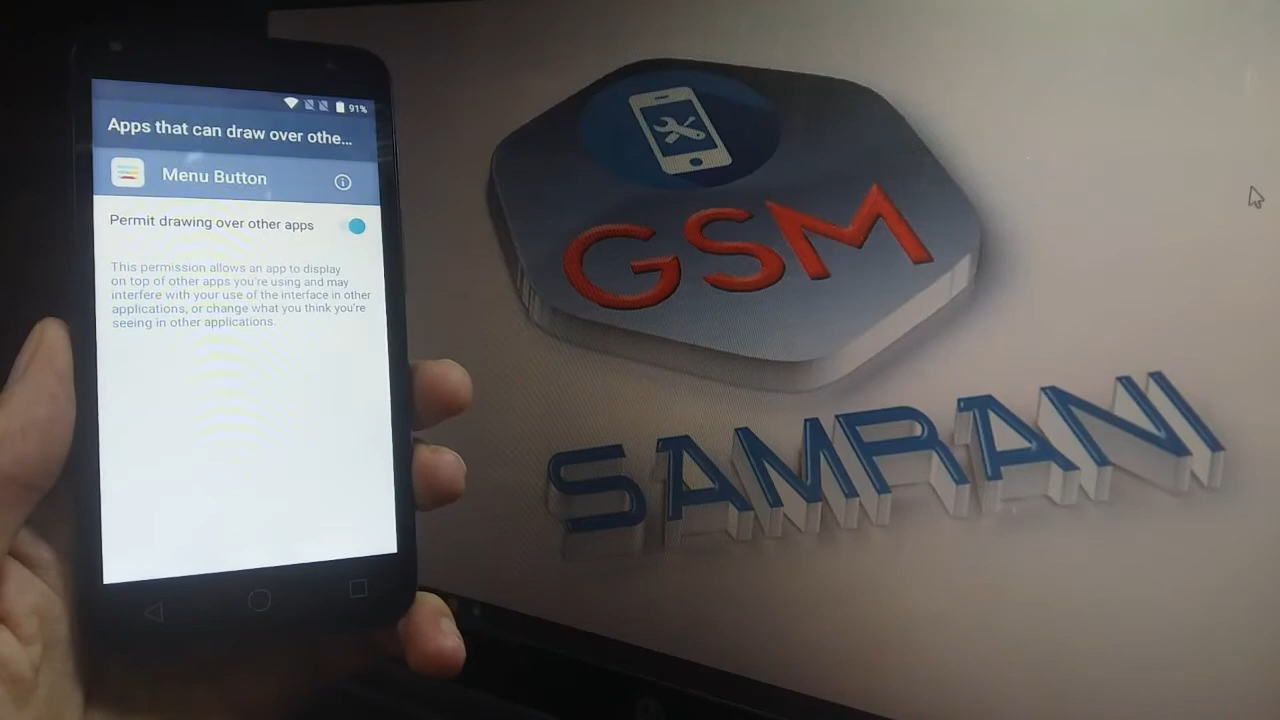 91%
Apps that can draw over othe...
Menu Button
Permit drawing over other apps
This permission allows an app to display
on top of other apps you're using and may
interfere with your use of the interface in other
applications, or change what you think you're
seeing in other applications.
GSM
SAMRANI